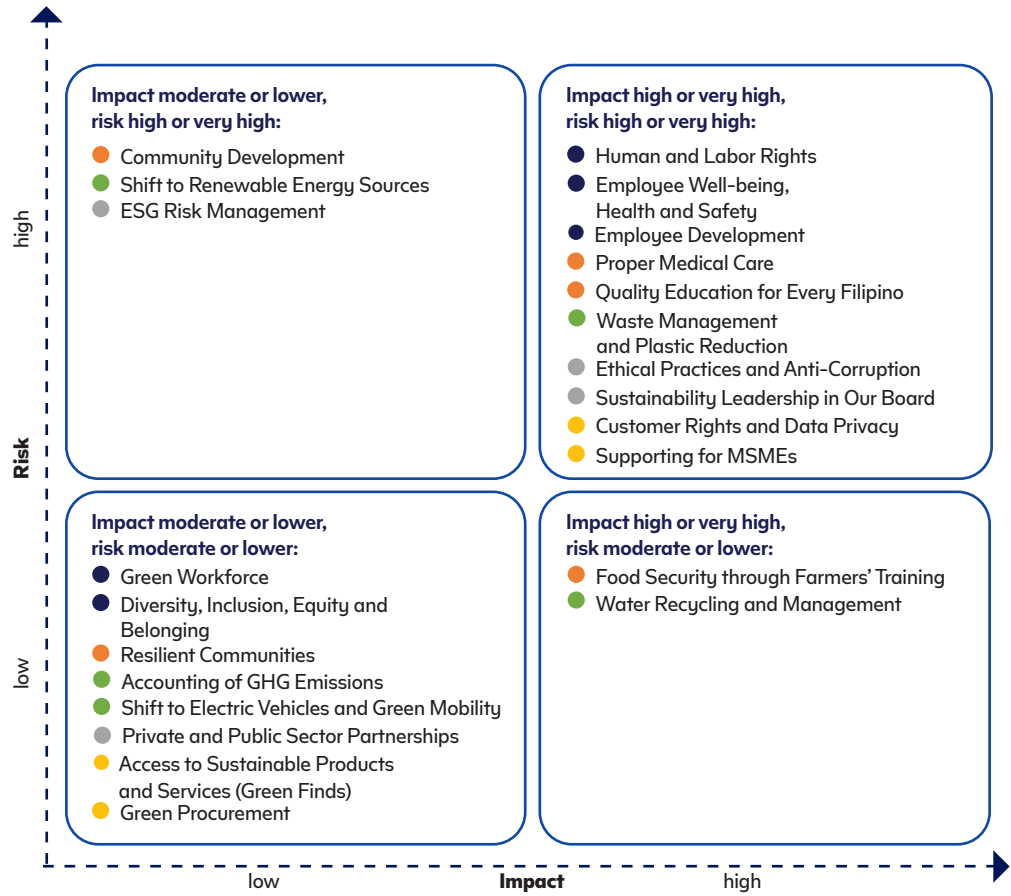 Impact moderate or lower,
risk high or very high:
Community Development
Shift to Renewable Energy Sources
ESG Risk Management
Impact high or very high,
risk high or very high:
Human and Labor Rights
Employee Well-being,
Health and Safety
Employee Development
Proper Medical Care
Quality Education for Every Filipino
Waste Management
and Plastic Reduction
Ethical Practices and Anti-Corruption
Sustainability Leadership in Our Board
Customer Rights and Data Privacy
Supporting for MSMEs
Impact moderate or lower,
risk moderate or lower:
Green Workforce
Diversity, Inclusion, Equity and
Belonging
Resilient Communities
Accounting of GHG Emissions
Shift to Electric Vehicles and Green Mobility
Private and Public Sector Partnerships
Access to Sustainable Products
and Services (Green Finds)
Green Procurement
Impact high or very high,
risk moderate or lower:
Food Security through Farmers’ Training
Water Recycling and Management
high
Risk
low
low
Impact
high